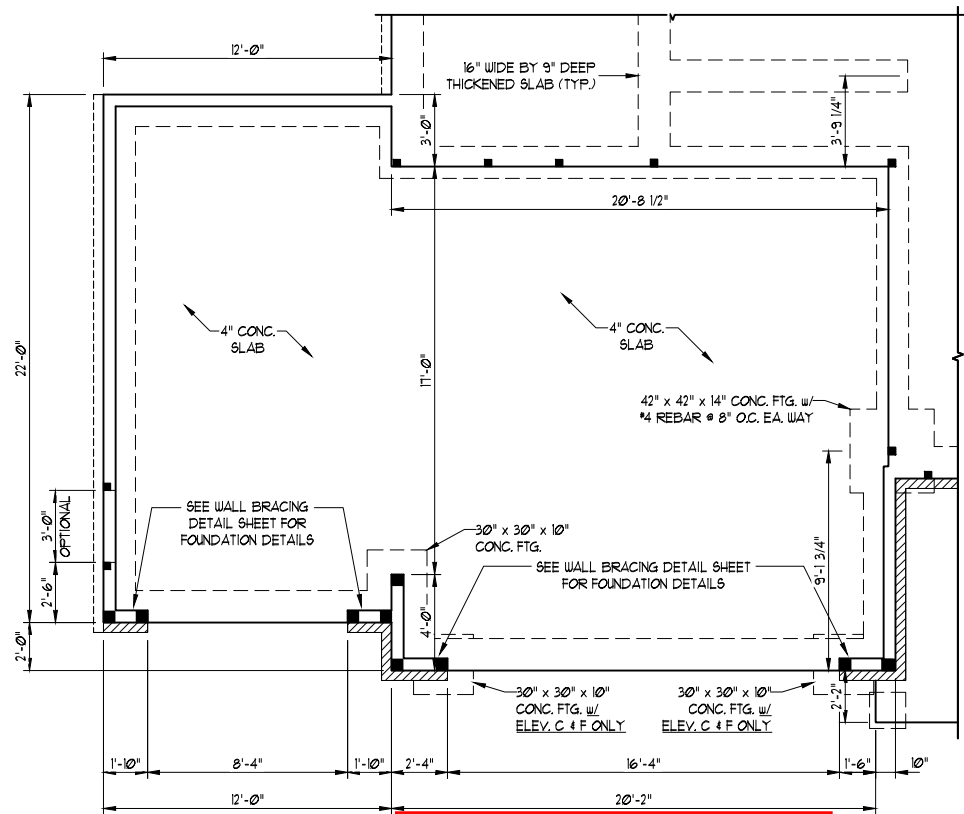 12'-0"
16" WIDE BY 9" DEEP
THICKENED SLAB (TYP.)
3'-0"
3'-9 1/4"
20'-8 1/2"
4" CONC.
SLAB
4" CONC.
SLAB
22'-0"
17'-0"
42" x 42" x 14" CONC. FTG. w/
#4 REBAR @ 8" O.C. EA. WAY
3'-0"
OPTIONAL
SEE WALL BRACING
DETAIL SHEET FOR
FOUNDATION DETAILS
30" x 30" x 10"
CONC. FTG.
SEE WALL BRACING DETAIL SHEET
FOR FOUNDATION DETAILS
9'-1 3/4"
2'-6"
4'-0"
2'-0"
2'-2"
30" x 30" x 10"
CONC. FTG. w/
ELEV. C & F ONLY
30" x 30" x 10"
CONC. FTG. w/
ELEV. C & F ONLY
1'-10"
8'-4"
1'-10"
2'-4"
16'-4"
1'-6"
10"
12'-0"
20'-2"